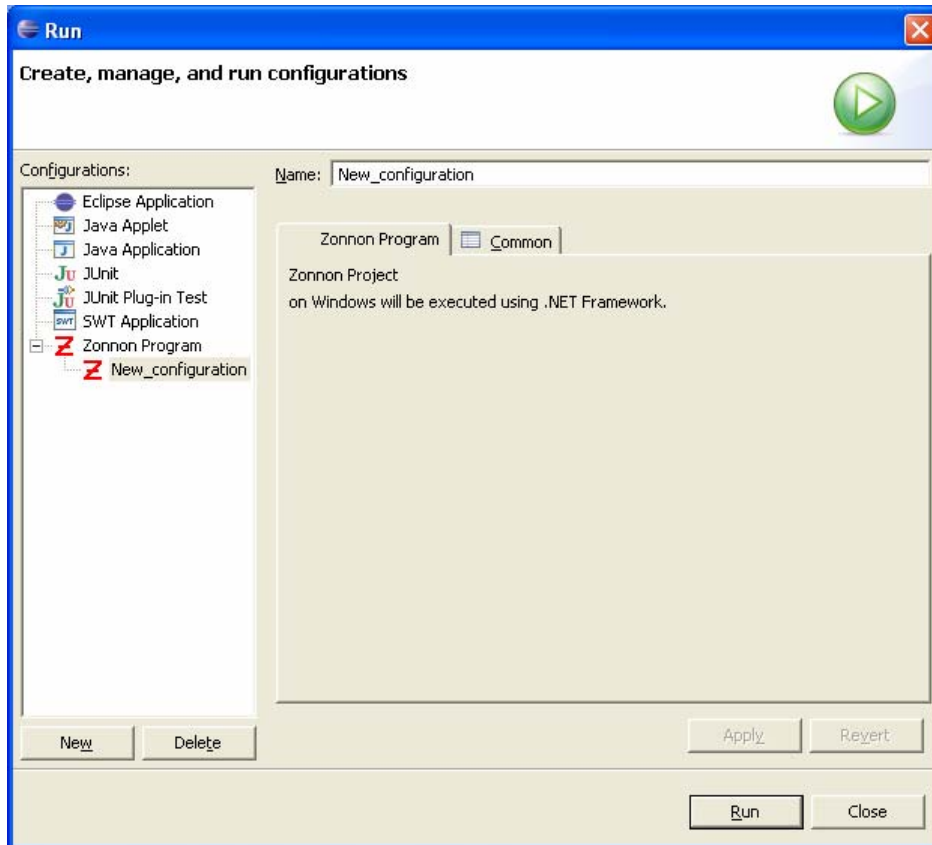 Run
Create, manage, and run configurations
Configurations:
Name: New_configuration
Eclipse Application
Java Applet
Java Application
JUnit
JUnit Plug-in Test
SWT Application
Zonnon Program
New_configuration
Zonnon Program Common
Zonnon Project
on Windows will be executed using .NET Framework.
New Delete
Apply Revert
Run Close